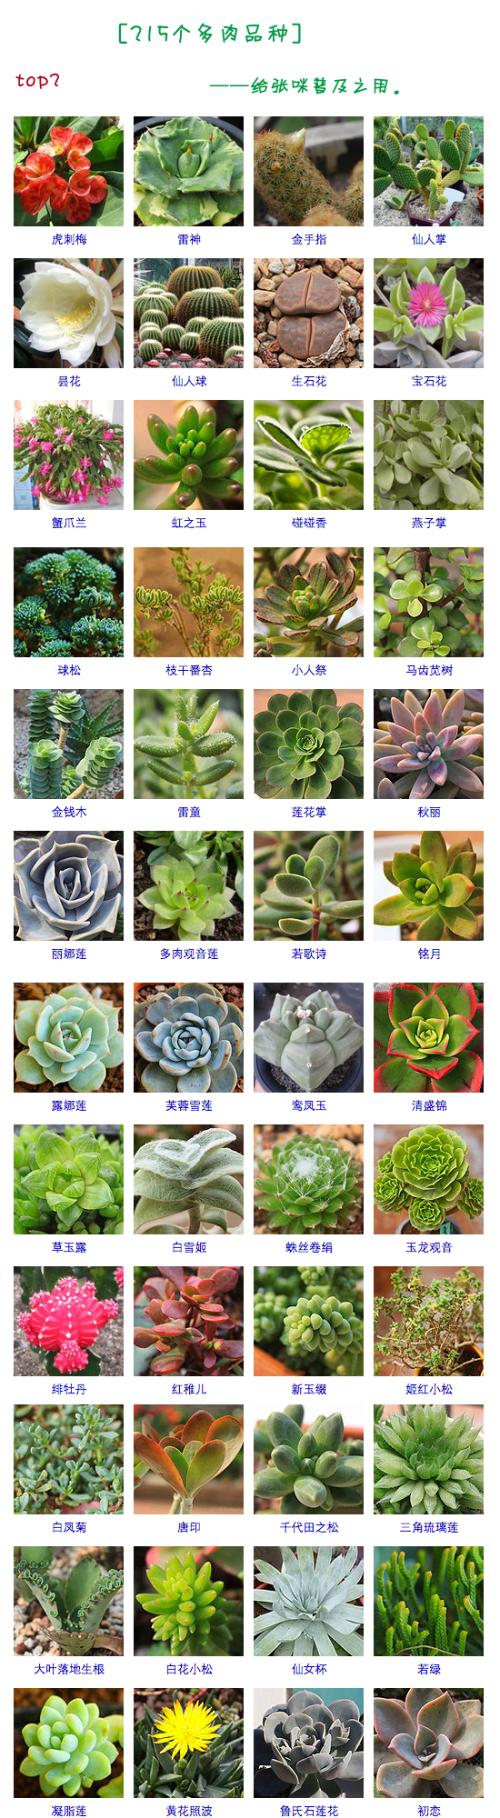 [215个多肉品种]
top2
——给张咪普及之用。
虎刺梅 雷神 金手指 仙人掌
昙花 仙人球 生石花 宝石花
蟹爪兰 虹之玉 碰碰香 燕子掌
球松 枝干番杏 小人祭 马齿苋树
金钱木 雷童 莲花掌 秋丽
丽娜莲 多肉观音莲 若歌诗 铭月
露娜莲 芙蓉雪莲 鸾凤玉 清盛锦
草玉露 白雪姬 蛛丝卷绢 玉龙观音
绯牡丹 红稚儿 新玉缀 姬红小松
白凤菊 唐印 千代田之松 三角琉璃莲
大叶落地生根 白花小松 仙女杯 若绿
凝脂莲 黄花照波 鲁氏石莲花 初恋